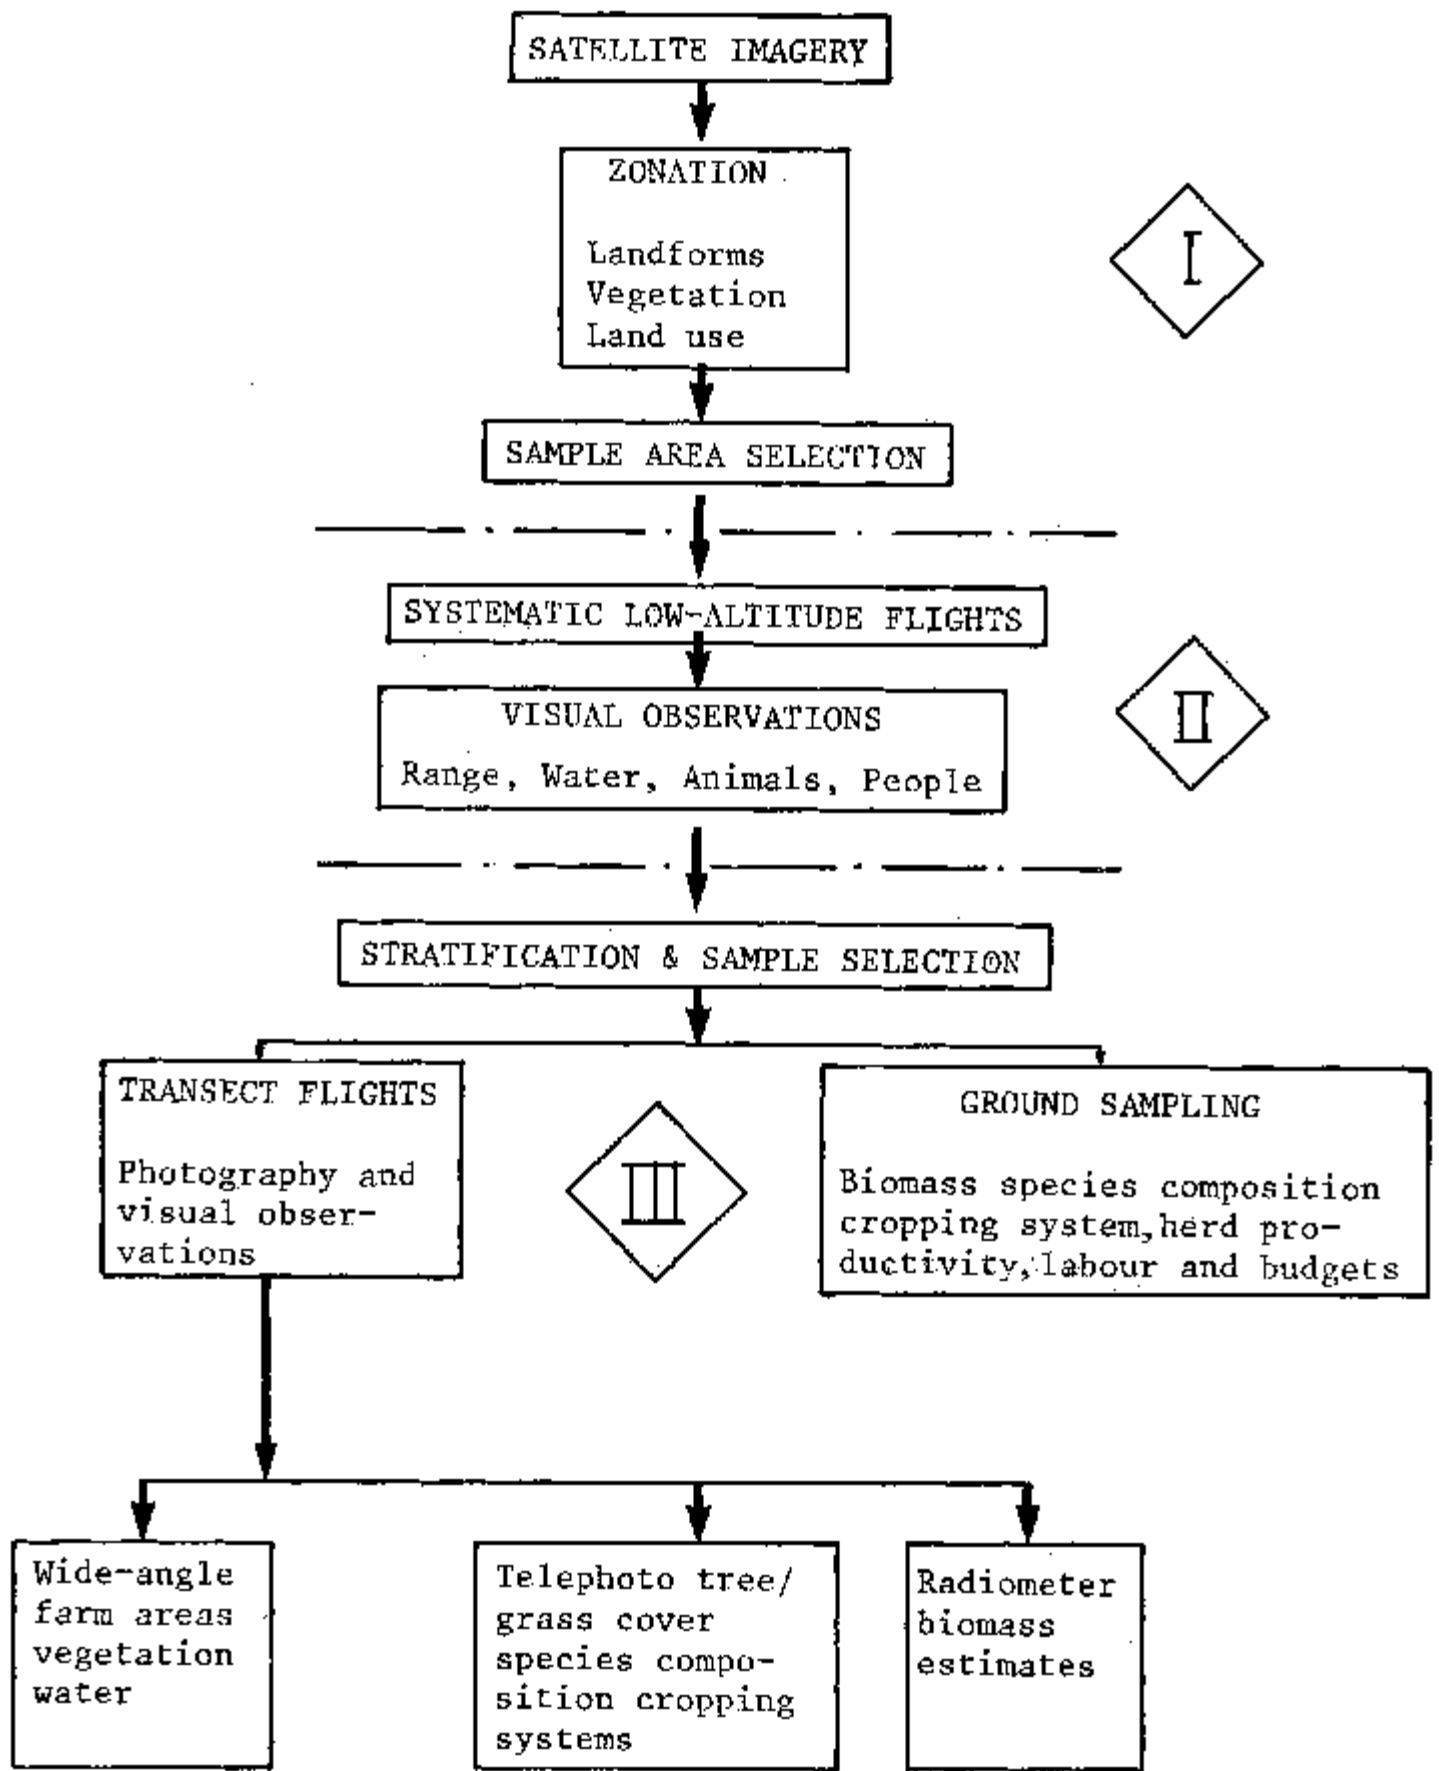 SATELLITE IMAGERY
ZONATION
Landforms
Vegetation
Land use
I
SAMPLE AREA SELECTION
SYSTEMATIC LOW-ALTITUDE FLIGHTS
VISUAL OBSERVATIONS
Range, Water, Animals, People
II
STRATIFICATION & SAMPLE SELECTION
TRANSECT FLIGHTS
Photography and
visual obser-
vations
III
GROUND SAMPLING
Biomass species composition
cropping system,herd pro-
ductivity,labour and budgets
Wide-angle
farm areas
vegetation
water
Telephoto tree/
grass cover
species compo-
sition cropping
systems
Radiometer
biomass
estimates